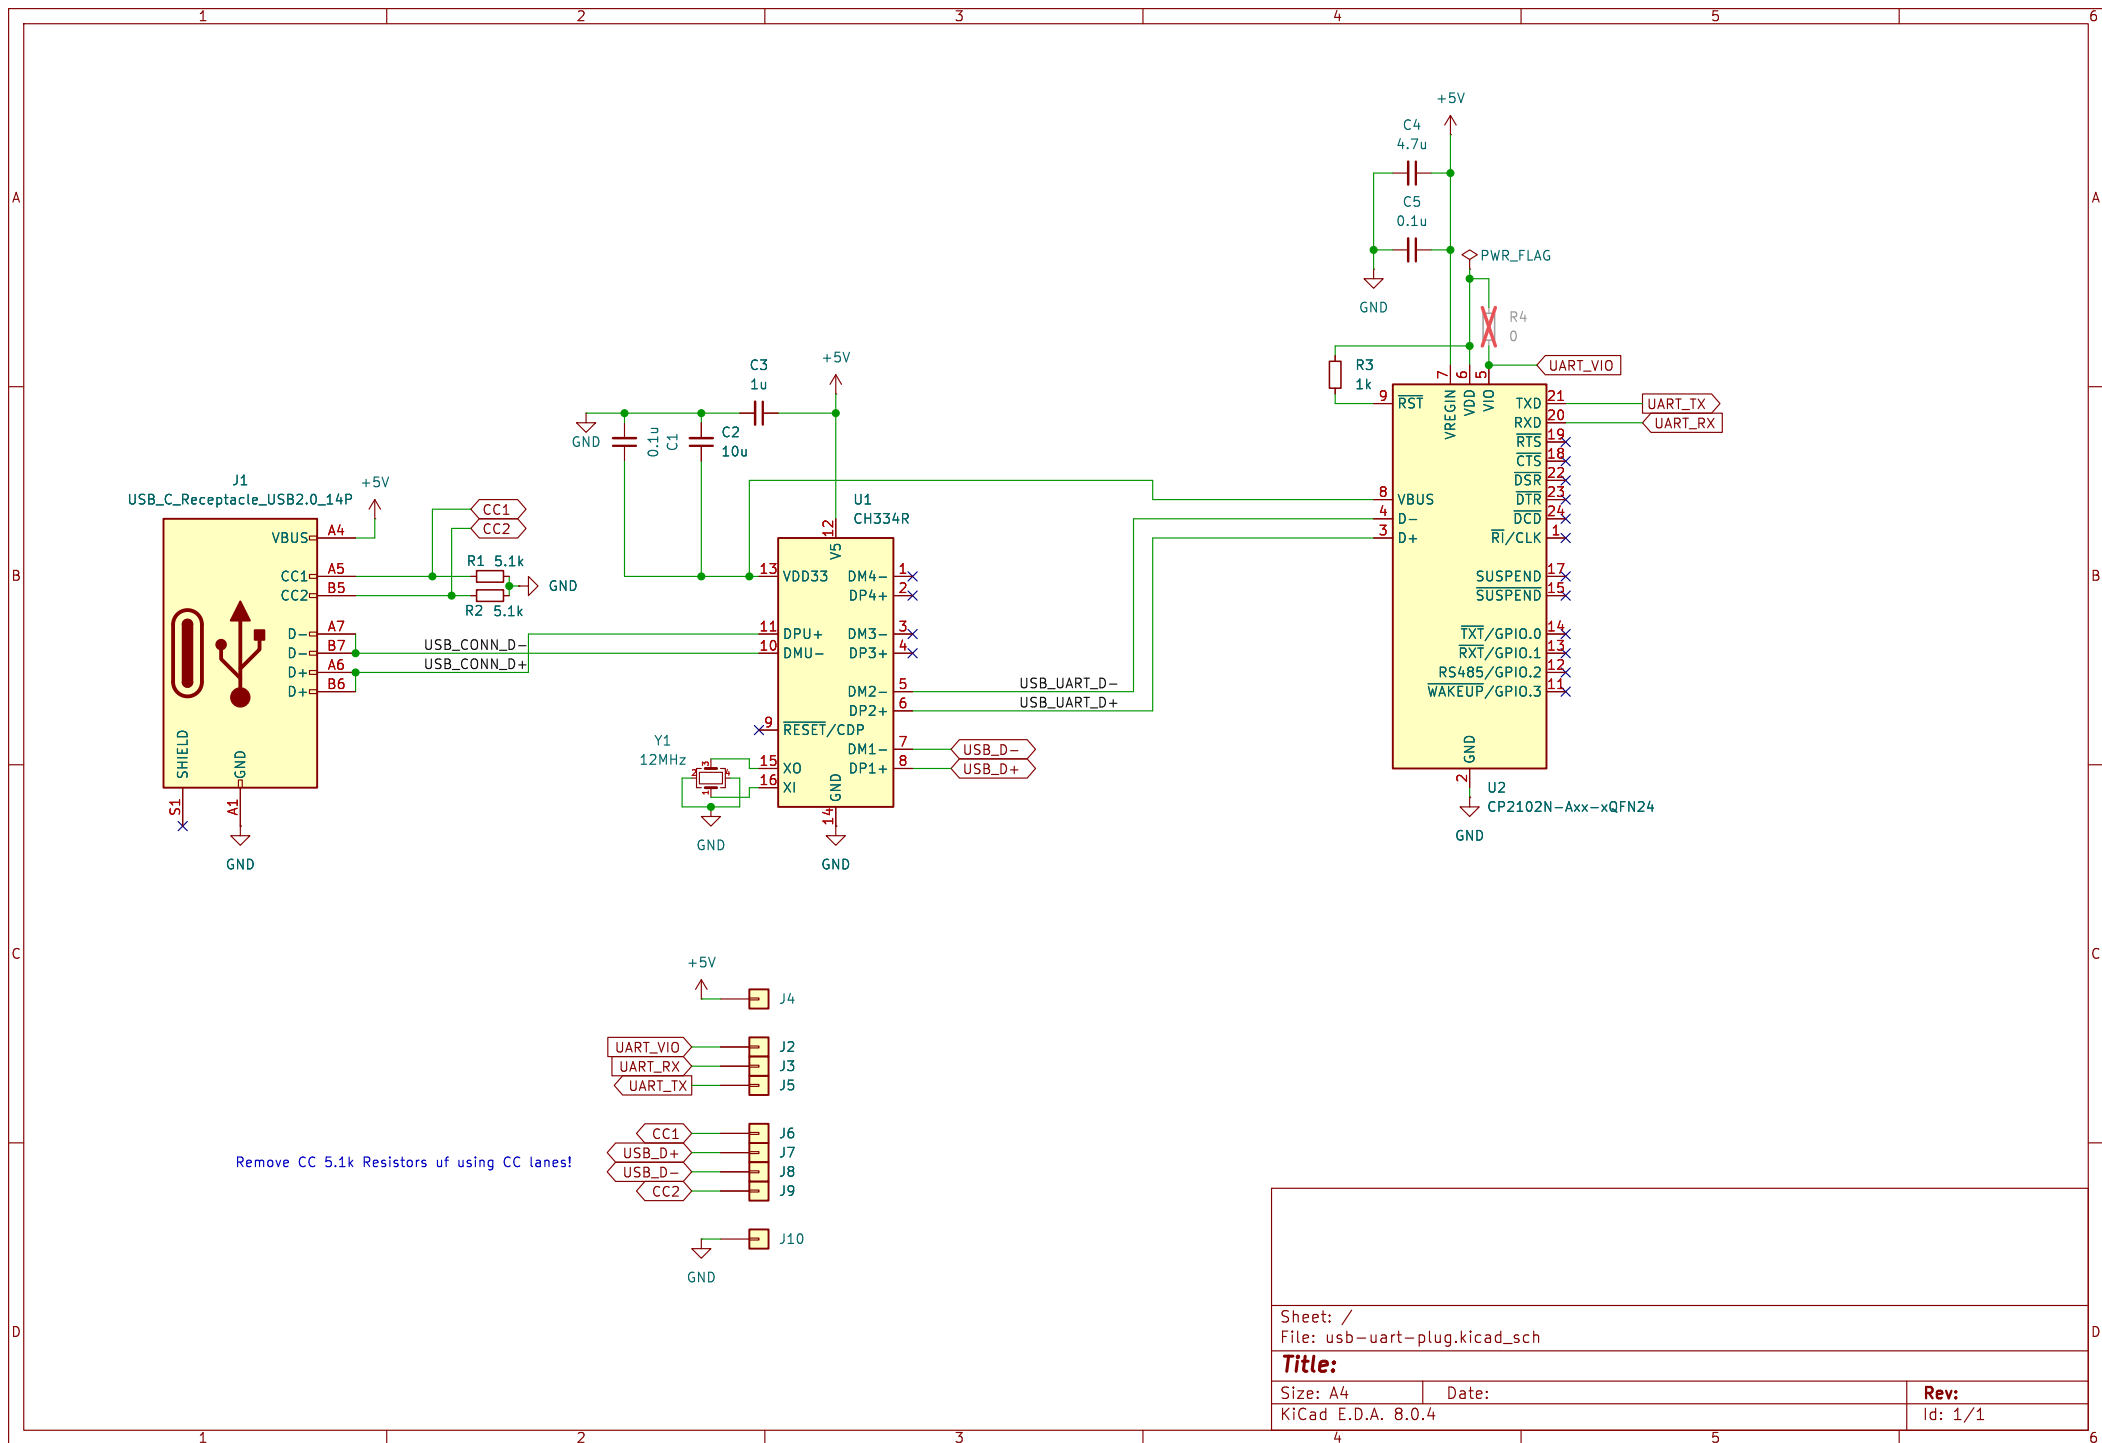 1 2 3 4 5 6
A
B
C
D
+5V
C4
4.7u
C5
0.1u
PWR_FLAG
GND
R4
0
R3
1k
UART_VIO
7 6 5
9 RST
VREGIN VDD VIO
TXD 21
UART_TX
RXD 20
UART_RX
RTS 19
CTS 18
DSR 22
DTR 23
DCD 24
RI/CLK 1
8 VBUS
4 D-
3 D+
SUSPEND 17
SUSPEND 15
TXT/GPIO.0 14
RXT/GPIO.1 13
RS485/GPIO.2 12
WAKEUP/GPIO.3 11
GND
2
U2
CP2102N-Axx-xQFN24
GND
+5V
C3
1u
GND
0.1u
C1
C2
10u
U1
CH334R
12
V5
13 VDD33
11 DPU+
10 DMU-
9 RESET/CDP
15 XO
16 XI
GND
14
GND
DM4- 1
DP4+ 2
DM3- 3
DP3+ 4
DM2- 5
DP2+ 6
DM1- 7
DP1+ 8
USB_UART_D-
USB_UART_D+
USB_D-
USB_D+
Y1
12MHz
3
2 4
1
GND
J1
USB_C_Receptacle_USB2.0_14P
+5V
VBUS A4
CC1 A5
CC2 B5
D- A7
D- B7
D+ A6
D+ B6
SHIELD
GND
S1
A1
GND
CC1
CC2
R1 5.1k
R2 5.1k
GND
USB_CONN_D-
USB_CONN_D+
+5V
J4
UART_VIO J2
UART_RX J3
UART_TX J5
CC1 J6
USB_D+ J7
USB_D- J8
CC2 J9
J10
GND
Remove CC 5.1k Resistors uf using CC lanes!
Sheet: /
File: usb-uart-plug.kicad_sch
Title:
Size: A4 Date: Rev:
KiCad E.D.A. 8.0.4 Id: 1/1
A
B
C
D
1 2 3 4 5 6